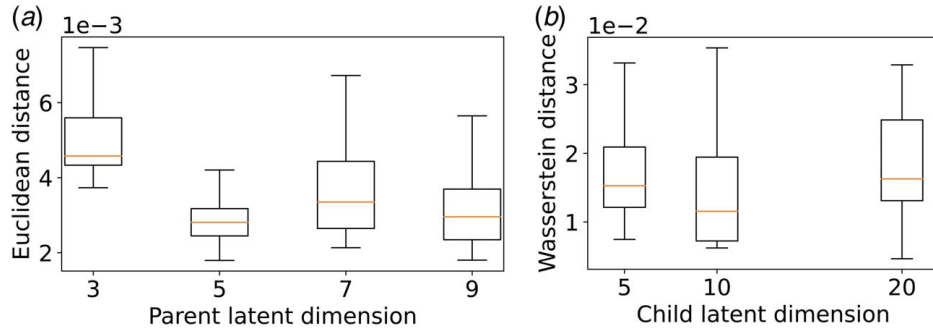 (a)
1e−3
Euclidean distance
6
4
2
3 5 7 9
Parent latent dimension
(b)
1e−2
Wasserstein distance
3
2
1
5 10 20
Child latent dimension